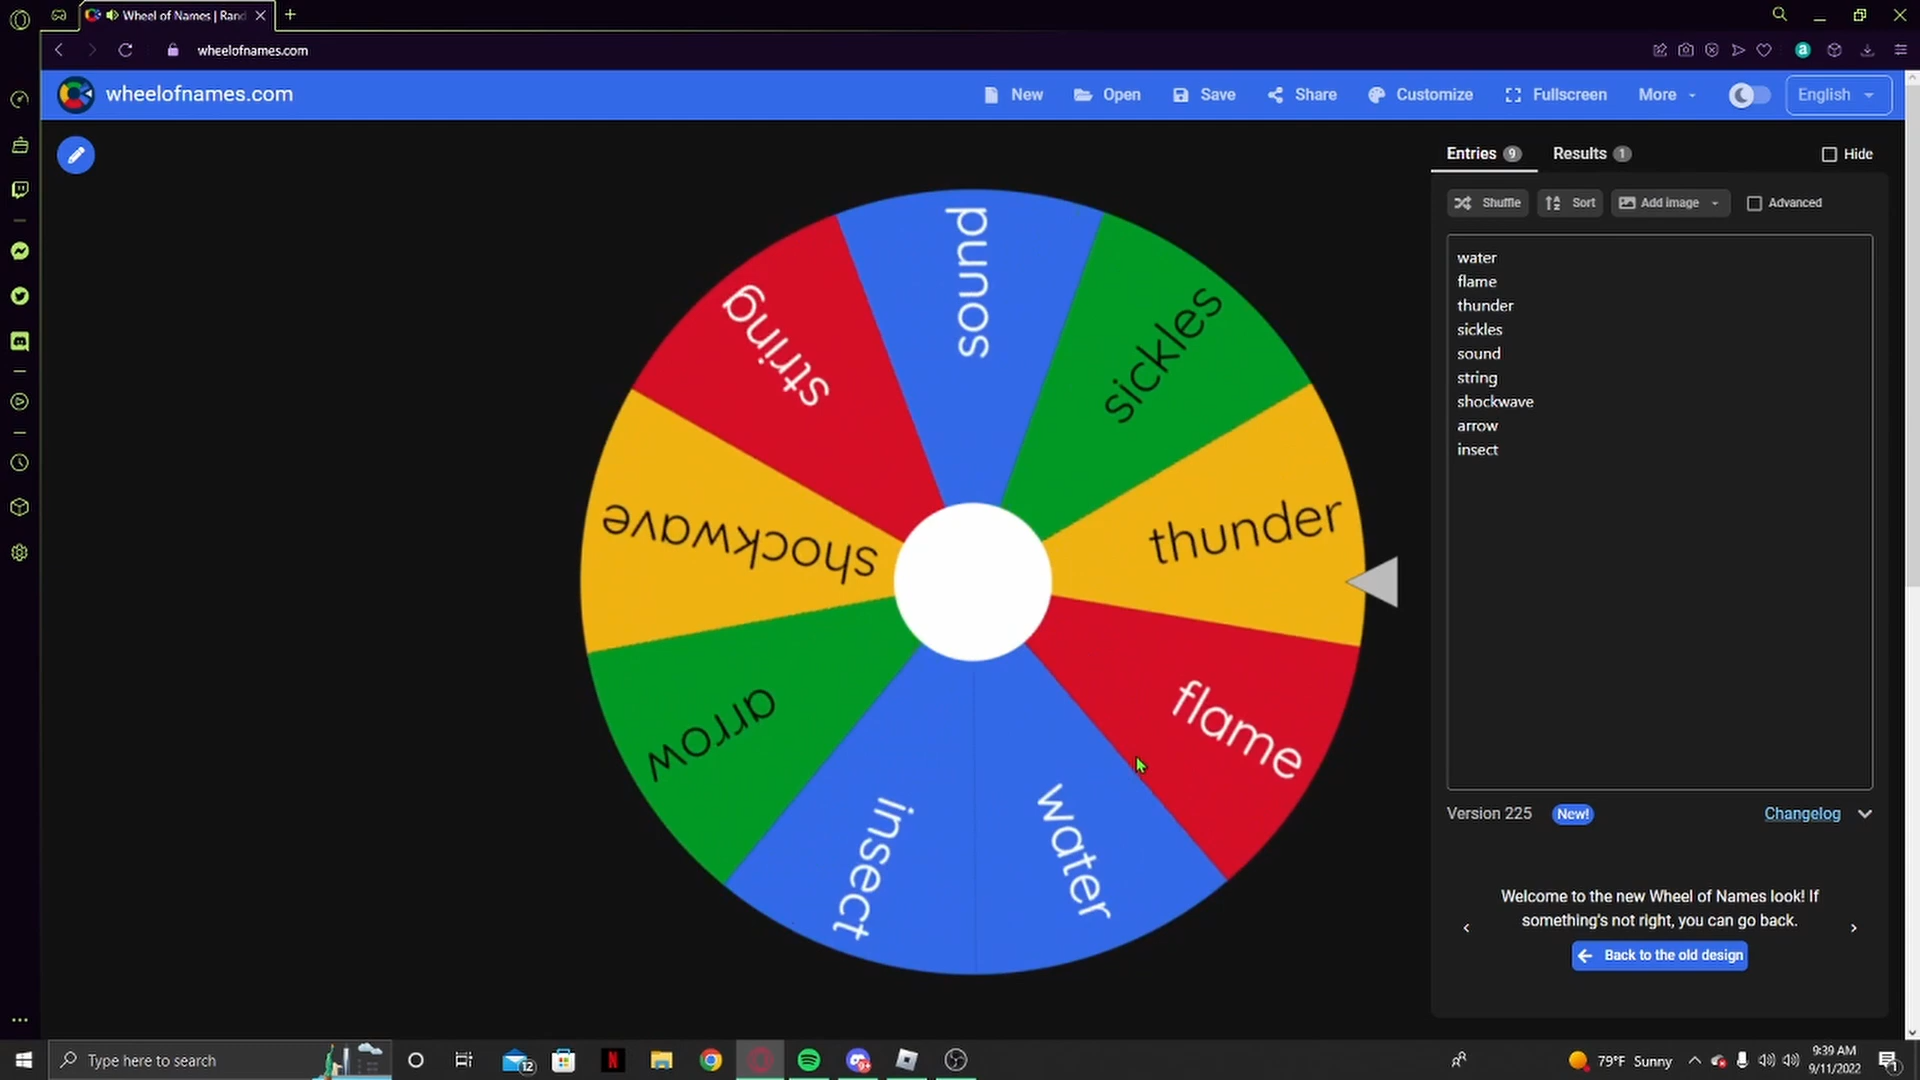 Wheel of Names | Rand
wheelofnames.com
wheelofnames.com
New
Open
Save
Share
Customize
Fullscreen
More
English
Entries 9
Results 1
Hide
Shuffle
Sort
Add image
Advanced
water
flame
thunder
sickles
sound
string
shockwave
arrow
insect
sound
sickles
thunder
flame
water
insect
arrow
shockwave
string
Version 225
New!
Changelog
Welcome to the new Wheel of Names look! If
something's not right, you can go back.
Back to the old design
Type here to search
12
79°F Sunny
9:39 AM
9/11/2022
1